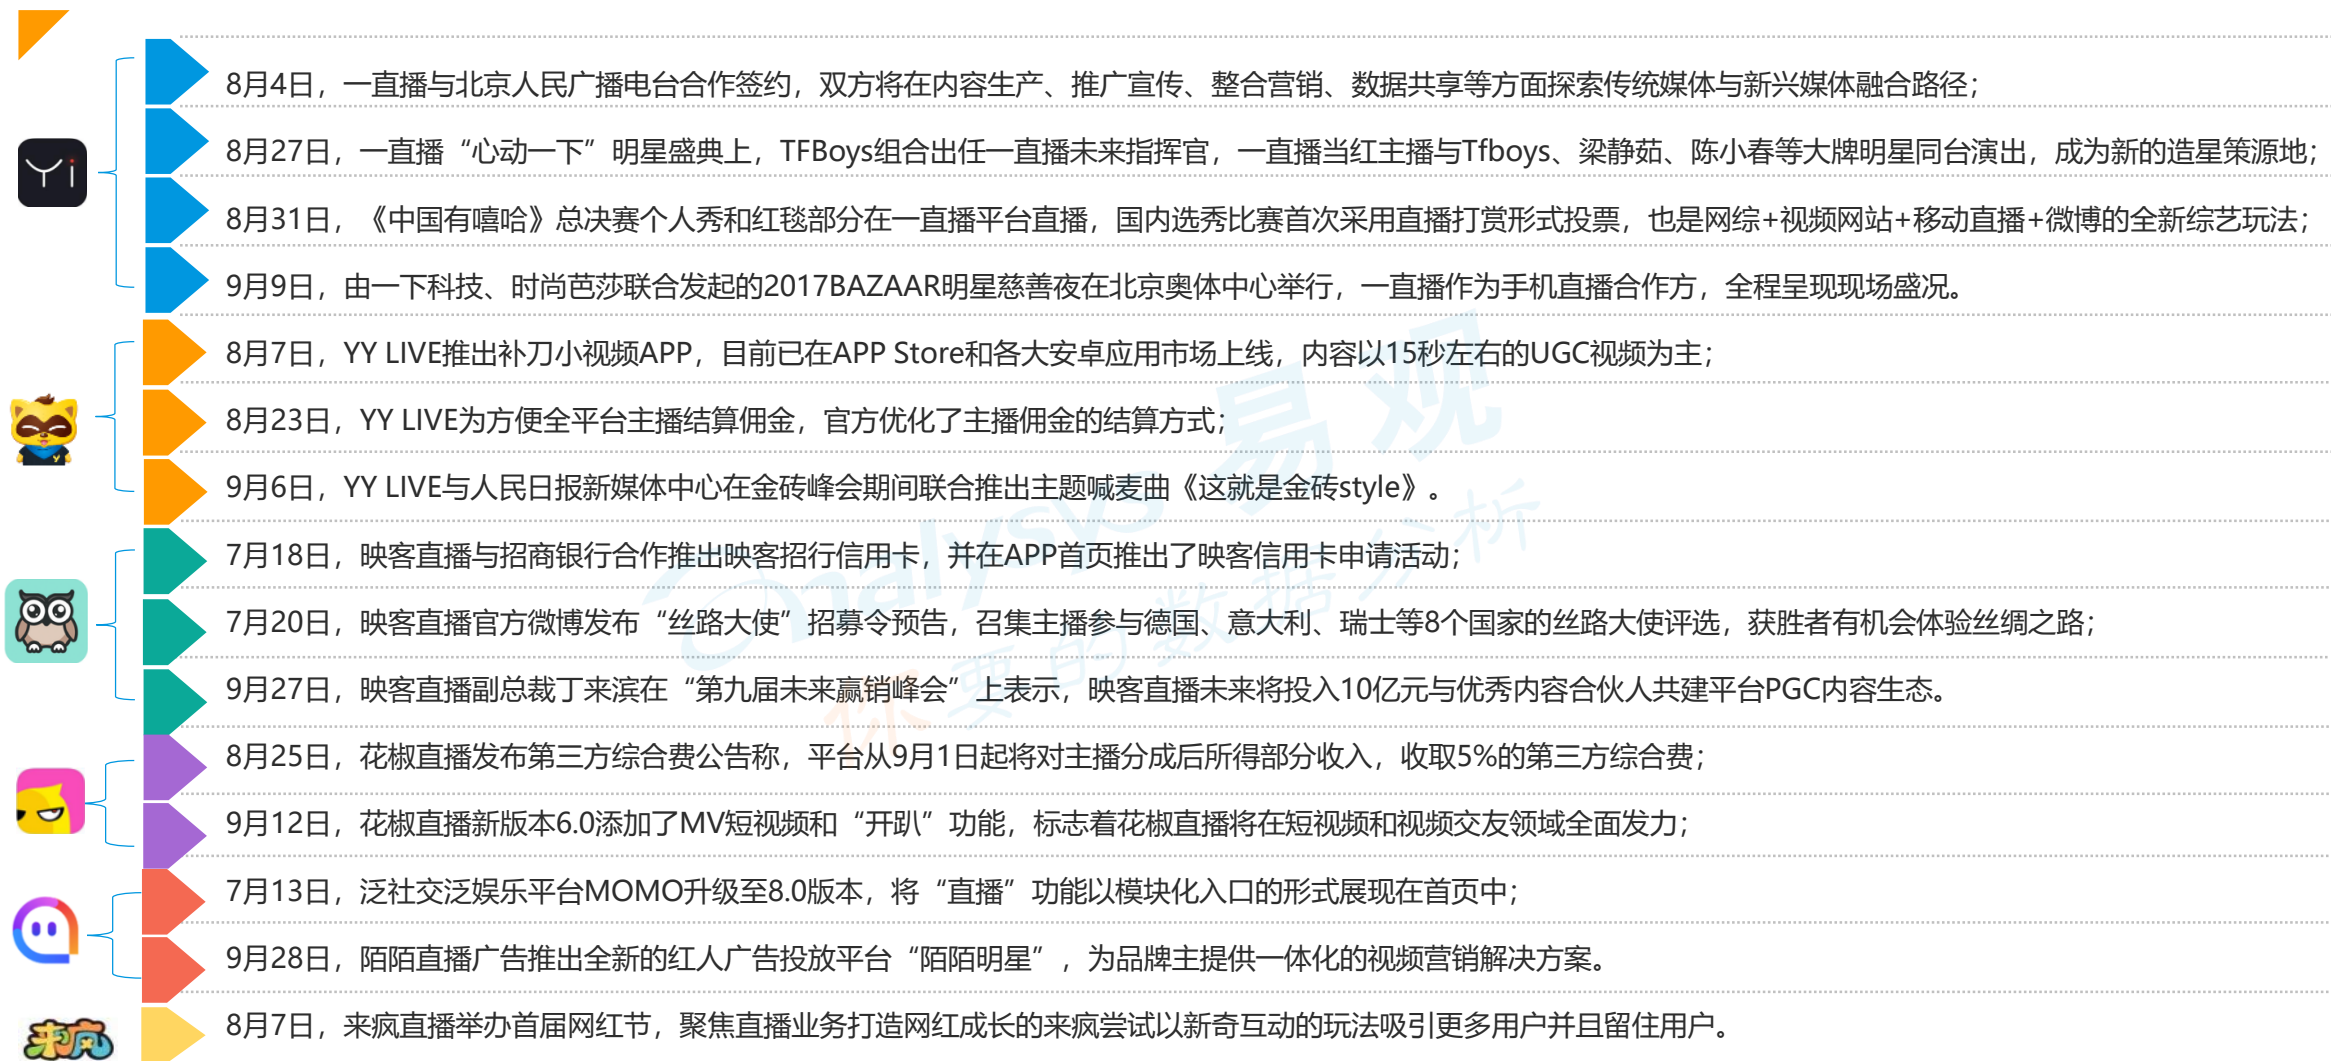 8月4日，一直播与北京人民广播电台合作签约，双方将在内容生产、推广宣传、整合营销、数据共享等方面探索传统媒体与新兴媒体融合路径；
Yi
8月27日，一直播“心动一下”明星盛典上，TFBoys组合出任一直播未来指挥官，一直播当红主播与Tfboys、梁静茹、陈小春等大牌明星同台演出，成为新的造星策源地；
8月31日，《中国有嘻哈》总决赛个人秀和红毯部分在一直播平台直播，国内选秀比赛首次采用直播打赏形式投票，也是网综+视频网站+移动直播+微博的全新综艺玩法；
9月9日，由一下科技、时尚芭莎联合发起的2017BAZAAR明星慈善夜在北京奥体中心举行，一直播作为手机直播合作方，全程呈现现场盛况。
8月7日，YY LIVE推出补刀小视频APP，目前已在APP Store和各大安卓应用市场上线，内容以15秒左右的UGC视频为主；
8月23日，YY LIVE为方便全平台主播结算佣金，官方优化了主播佣金的结算方式；
9月6日，YY LIVE与人民日报新媒体中心在金砖峰会期间联合推出主题喊麦曲《这就是金砖style》。
7月18日，映客直播与招商银行合作推出映客招行信用卡，并在APP首页推出了映客信用卡申请活动；
7月20日，映客直播官方微博发布“丝路大使”招募令预告，召集主播参与德国、意大利、瑞士等8个国家的丝路大使评选，获胜者有机会体验丝绸之路；
9月27日，映客直播副总裁丁来滨在“第九届未来赢销峰会”上表示，映客直播未来将投入10亿元与优秀内容合伙人共建平台PGC内容生态。
8月25日，花椒直播发布第三方综合费公告称，平台从9月1日起将对主播分成后所得部分收入，收取5%的第三方综合费；
9月12日，花椒直播新版本6.0添加了MV短视频和“开趴”功能，标志着花椒直播将在短视频和视频交友领域全面发力；
7月13日，泛社交泛娱乐平台MOMO升级至8.0版本，将“直播”功能以模块化入口的形式展现在首页中；
9月28日，陌陌直播广告推出全新的红人广告投放平台“陌陌明星”，为品牌主提供一体化的视频营销解决方案。
来疯
8月7日，来疯直播举办首届网红节，聚焦直播业务打造网红成长的来疯尝试以新奇互动的玩法吸引更多用户并且留住用户。
analysys 易观
你要的数据分析